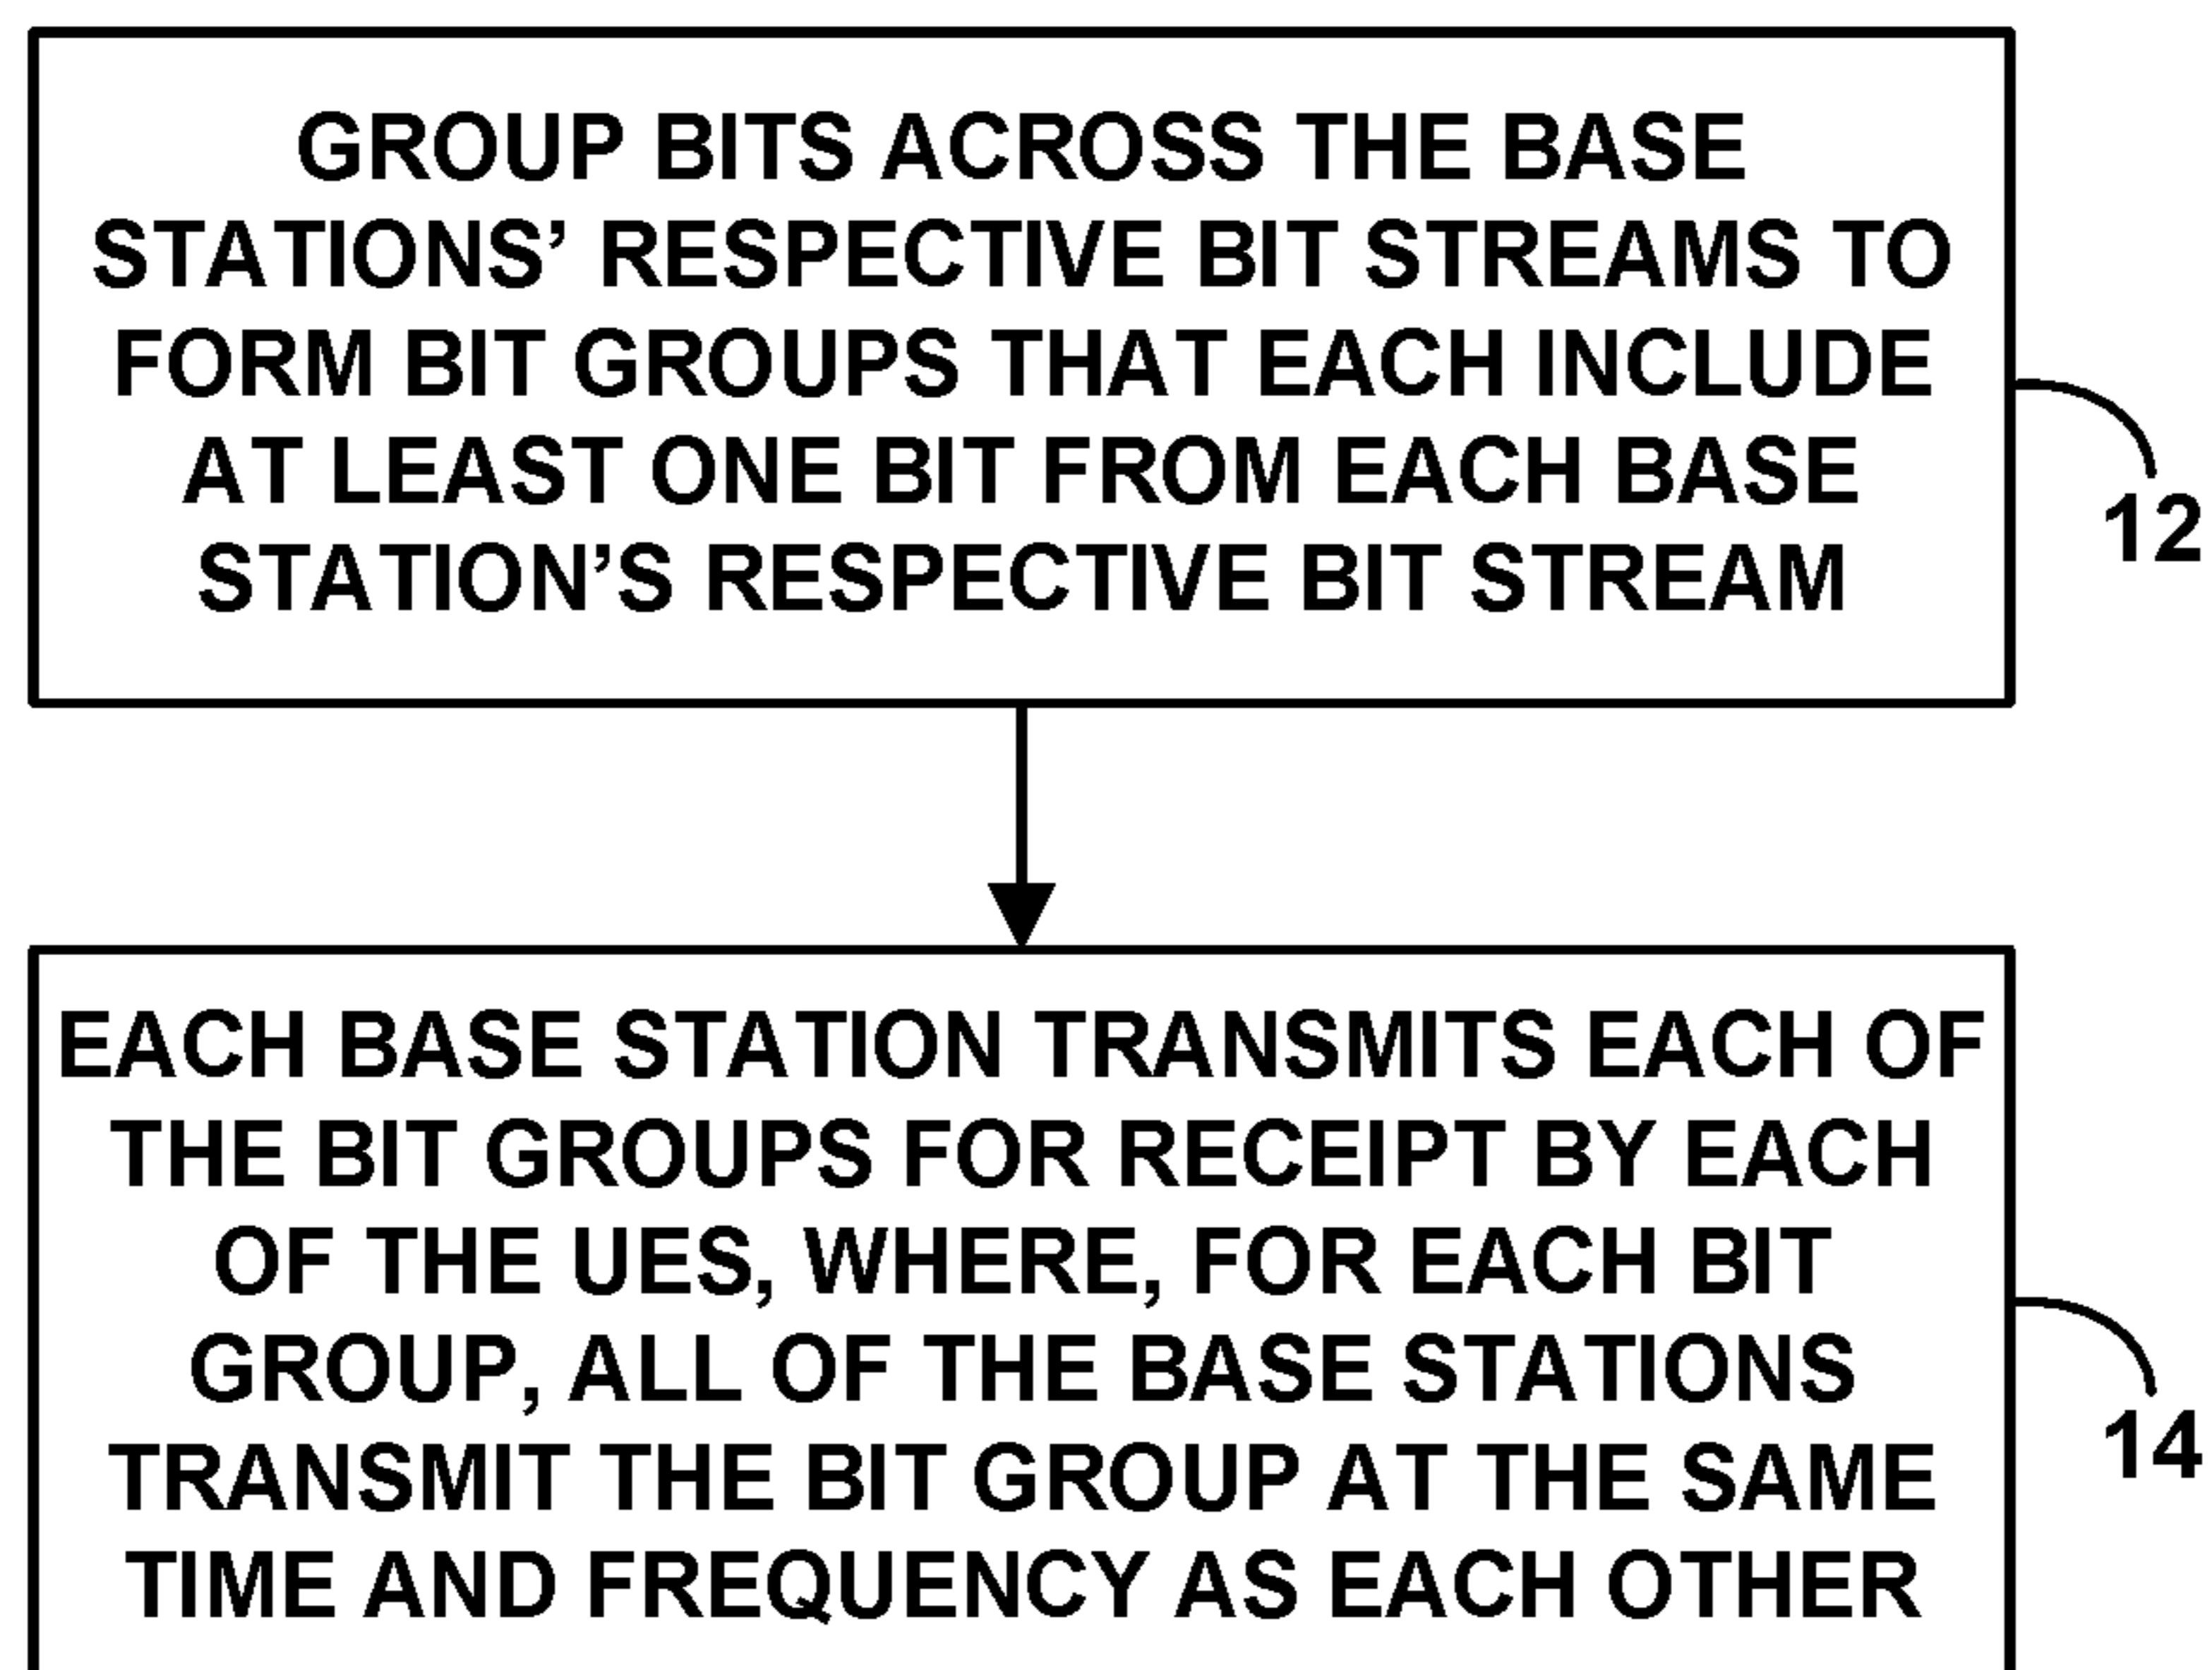 GROUP BITS ACROSS THE BASE
STATIONS’ RESPECTIVE BIT STREAMS TO
FORM BIT GROUPS THAT EACH INCLUDE
AT LEAST ONE BIT FROM EACH BASE
STATION’S RESPECTIVE BIT STREAM
12
EACH BASE STATION TRANSMITS EACH OF
THE BIT GROUPS FOR RECEIPT BY EACH
OF THE UES, WHERE, FOR EACH BIT
GROUP, ALL OF THE BASE STATIONS
TRANSMIT THE BIT GROUP AT THE SAME
TIME AND FREQUENCY AS EACH OTHER
14